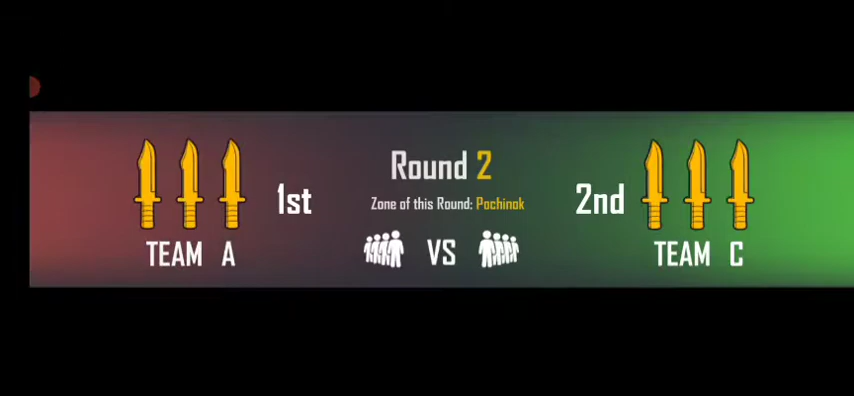 Round 2
1st
Zone of this Round: Pochinok
2nd
TEAM A
VS
TEAM C